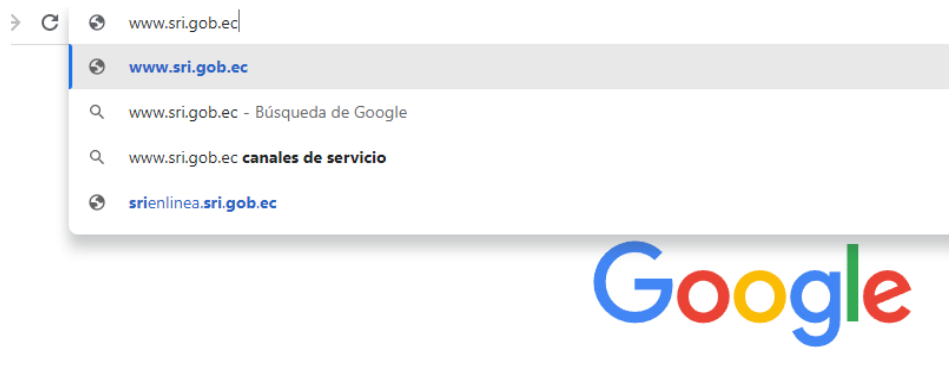 www.sri.gob.ec
www.sri.gob.ec
www.sri.gob.ec - Búsqueda de Google
www.sri.gob.ec canales de servicio
srienlinea.sri.gob.ec
Google